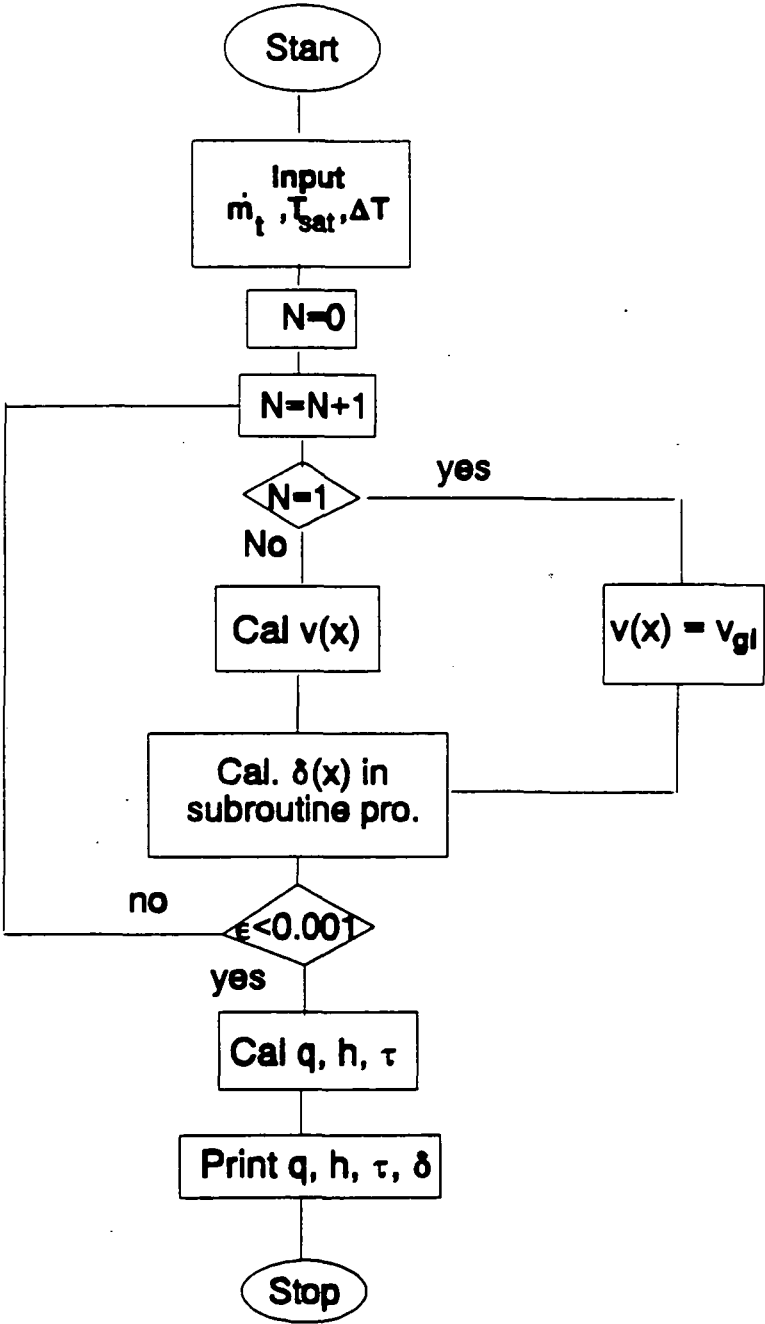 Start
Input
ṁt ,Tsat,ΔT
N=0
N=N+1
N=1
yes
No
Cal v(x)
v(x) = vgi
Cal. δ(x) in
subroutine pro.
no
ε<0.001
yes
Cal q, h, τ
Print q, h, τ, δ
Stop